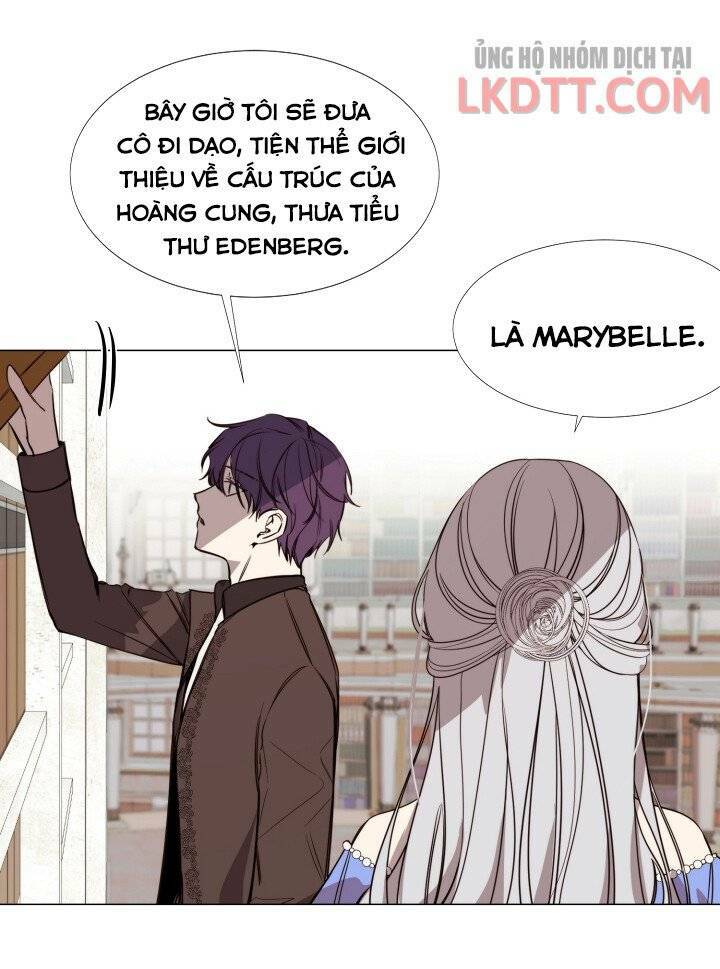 ỦNG HỘ NHÓM DỊCH TẠI
LKDTT.COM
BÂY GIỜ TÔI SẼ ĐƯA
CÔ ĐI DẠO, TIỆN THỂ GIỚI
THIỆU VỀ CẤU TRÚC CỦA
HOÀNG CUNG, THƯA TIỂU
THƯ EDENBERG.
LÀ MARYBELLE.